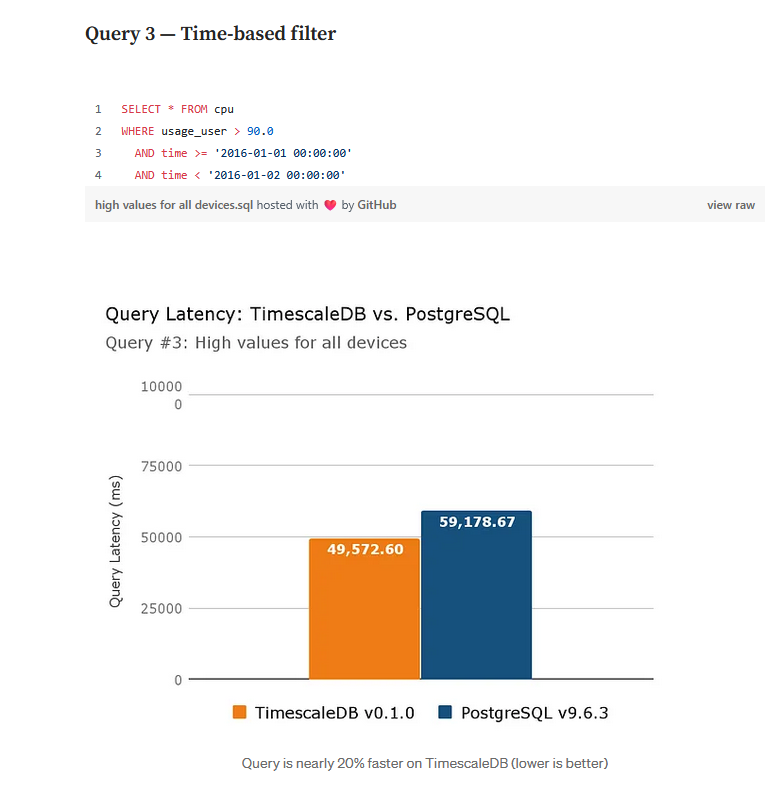 Query 3 — Time-based filter
1 SELECT * FROM cpu
2 WHERE usage_user > 90.0
3 AND time >= '2016-01-01 00:00:00'
4 AND time < '2016-01-02 00:00:00'
high values for all devices.sql hosted with ❤ by GitHub view raw
Query Latency: TimescaleDB vs. PostgreSQL
Query #3: High values for all devices
10000
0
75000
50000
25000
0
Query Latency (ms)
49,572.60
59,178.67
TimescaleDB v0.1.0 PostgreSQL v9.6.3
Query is nearly 20% faster on TimescaleDB (lower is better)